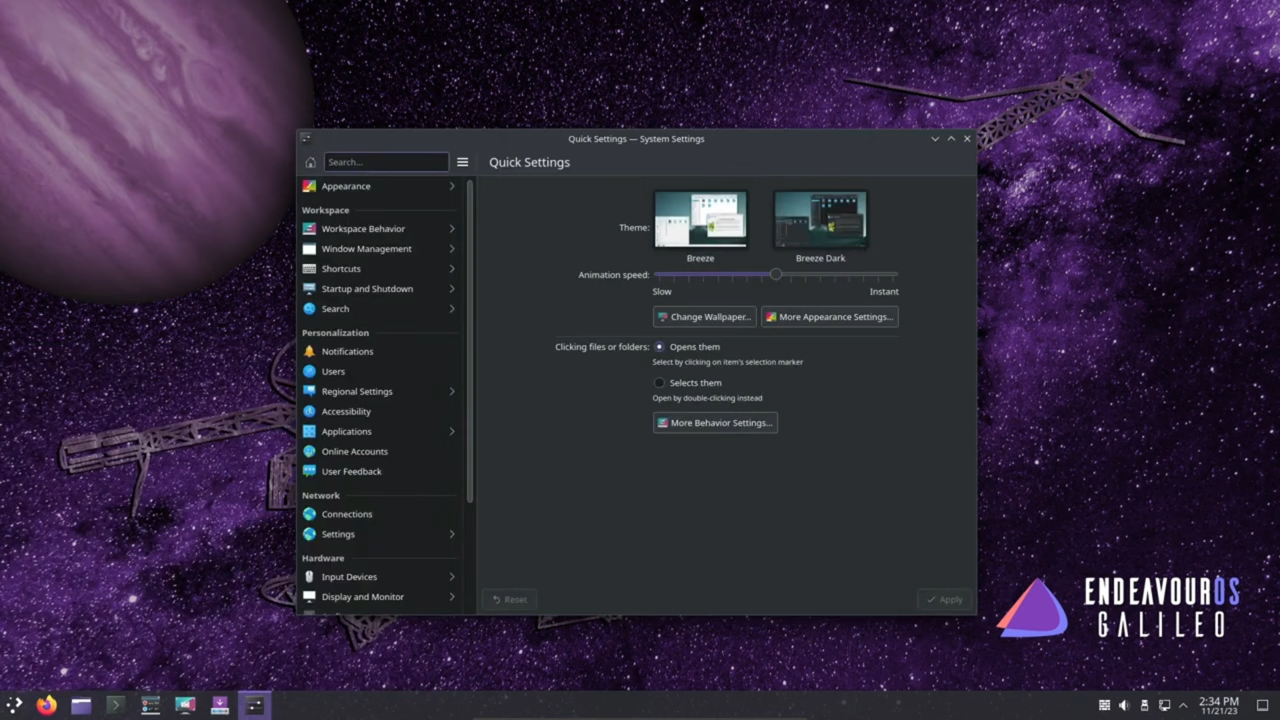 Quick Settings — System Settings
Search...
Quick Settings
Appearance
Workspace
Workspace Behavior
Window Management
Shortcuts
Startup and Shutdown
Search
Personalization
Notifications
Users
Regional Settings
Accessibility
Applications
Online Accounts
User Feedback
Network
Connections
Settings
Hardware
Input Devices
Display and Monitor
Theme:
Breeze
Breeze Dark
Animation speed:
Slow
Instant
Change Wallpaper...
More Appearance Settings...
Clicking files or folders:
Opens them
Select by clicking on item's selection marker
Selects them
Open by double-clicking instead
More Behavior Settings...
Reset
Apply
ENDEAVOUROS
GALILEO
2:34 PM
11/21/23